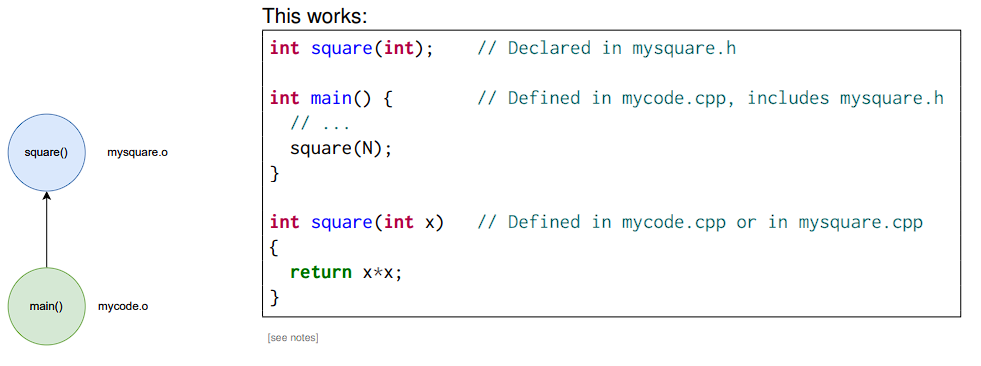 This works:
int square(int);    // Declared in mysquare.h
int main() {        // Defined in mycode.cpp, includes mysquare.h
  // ...
  square(N);
}
int square(int x)   // Defined in mycode.cpp or in mysquare.cpp
{
  return x*x;
}
[see notes]
square()
mysquare.o
main()
mycode.o